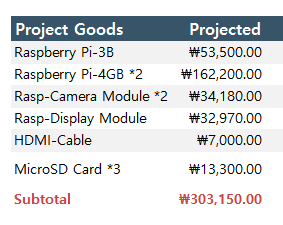 Project Goods Projected
Raspberry Pi-3B ₩53,500.00
Raspberry Pi-4GB *2 ₩162,200.00
Rasp-Camera Module *2 ₩34,180.00
Rasp-Display Module ₩32,970.00
HDMI-Cable ₩7,000.00
MicroSD Card *3 ₩13,300.00
Subtotal ₩303,150.00